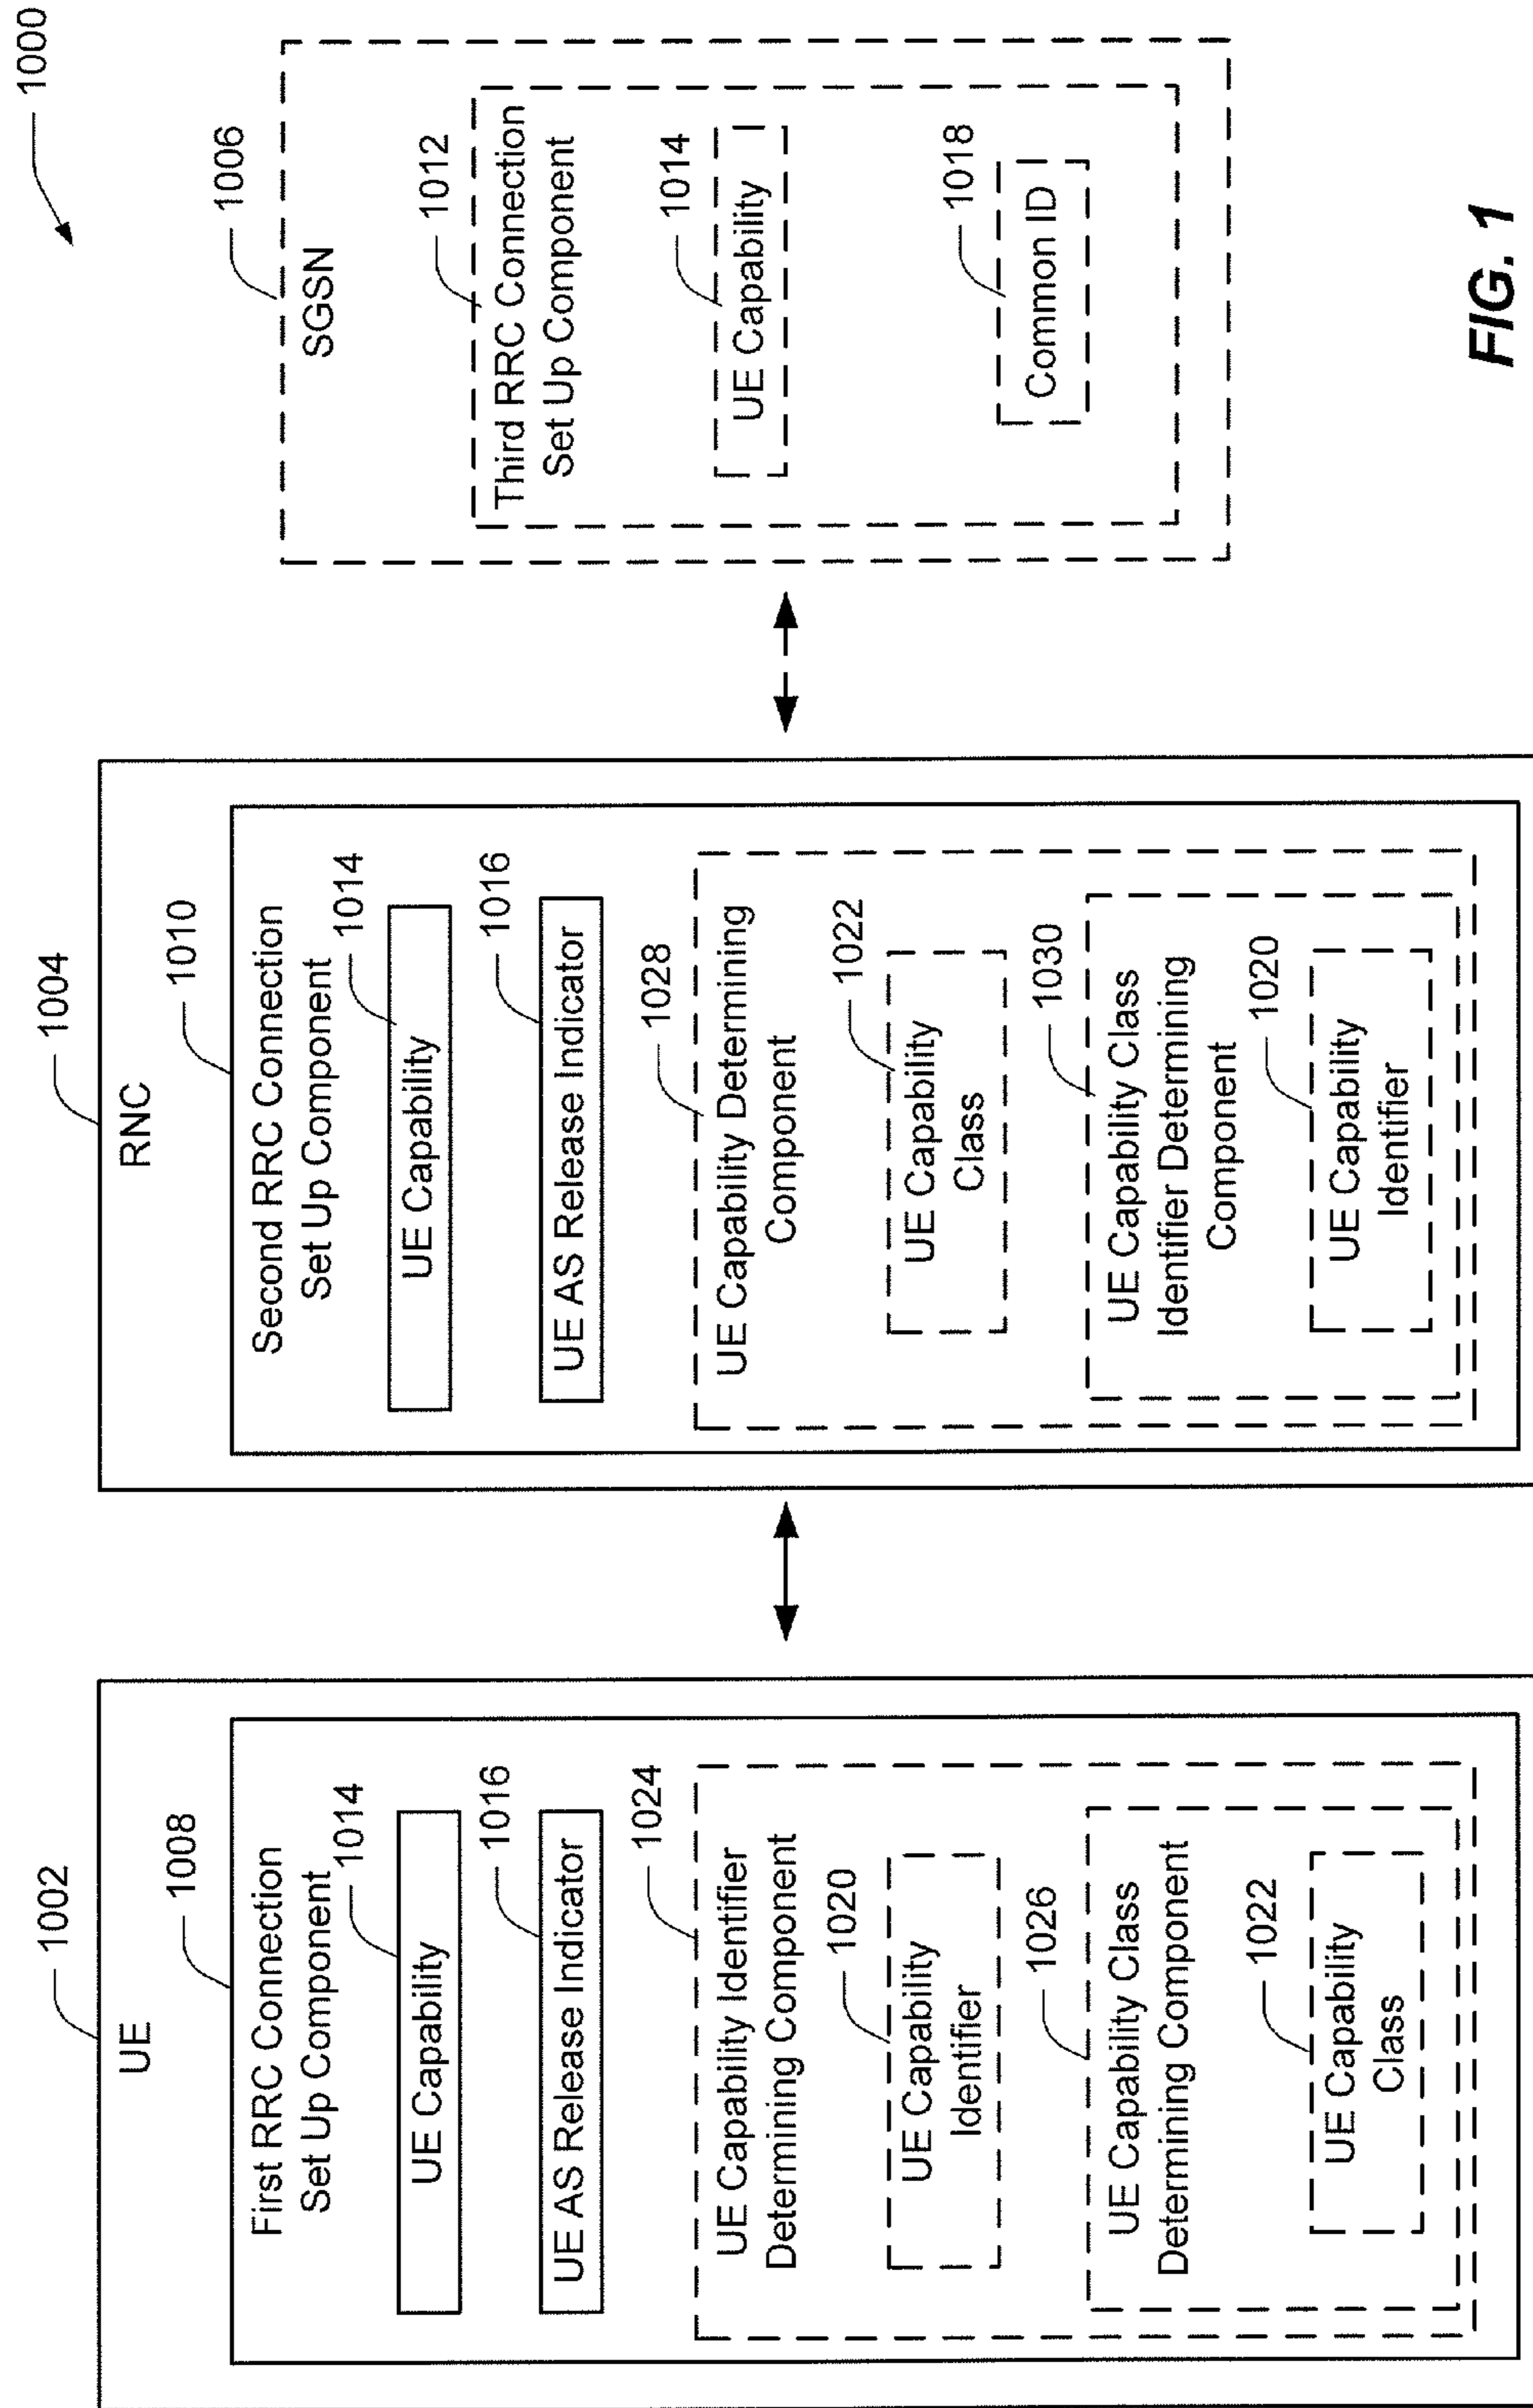 1000
1002
UE
1008
First RRC Connection
Set Up Component
1014
UE Capability
1016
UE AS Release Indicator
1024
UE Capability Identifier
Determining Component
1020
UE Capability
Identifier
1026
UE Capability Class
Determining Component
1022
UE Capability
Class
1004
RNC
1010
Second RRC Connection
Set Up Component
1014
UE Capability
1016
UE AS Release Indicator
1028
UE Capability Determining
Component
1022
UE Capability
Class
1030
UE Capability Class
Identifier Determining
Component
1020
UE Capability
Identifier
1006
SGSN
1012
Third RRC Connection
Set Up Component
1014
UE Capability
1018
Common ID
FIG. 1